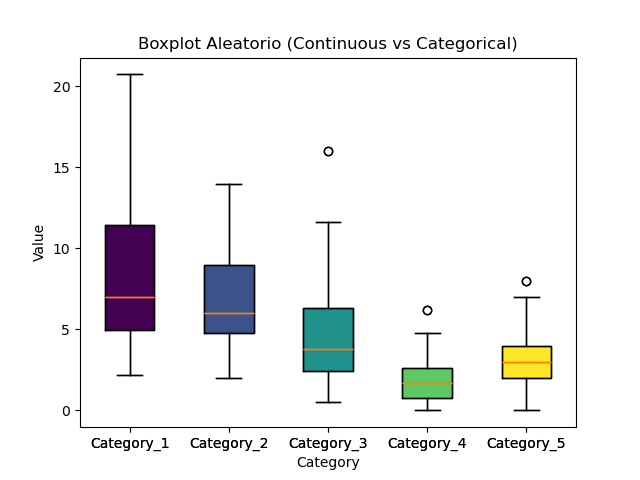 Boxplot Aleatorio (Continuous vs Categorical)
20
15
10
5
0
Value
Category_1 Category_2 Category_3 Category_4 Category_5
Category